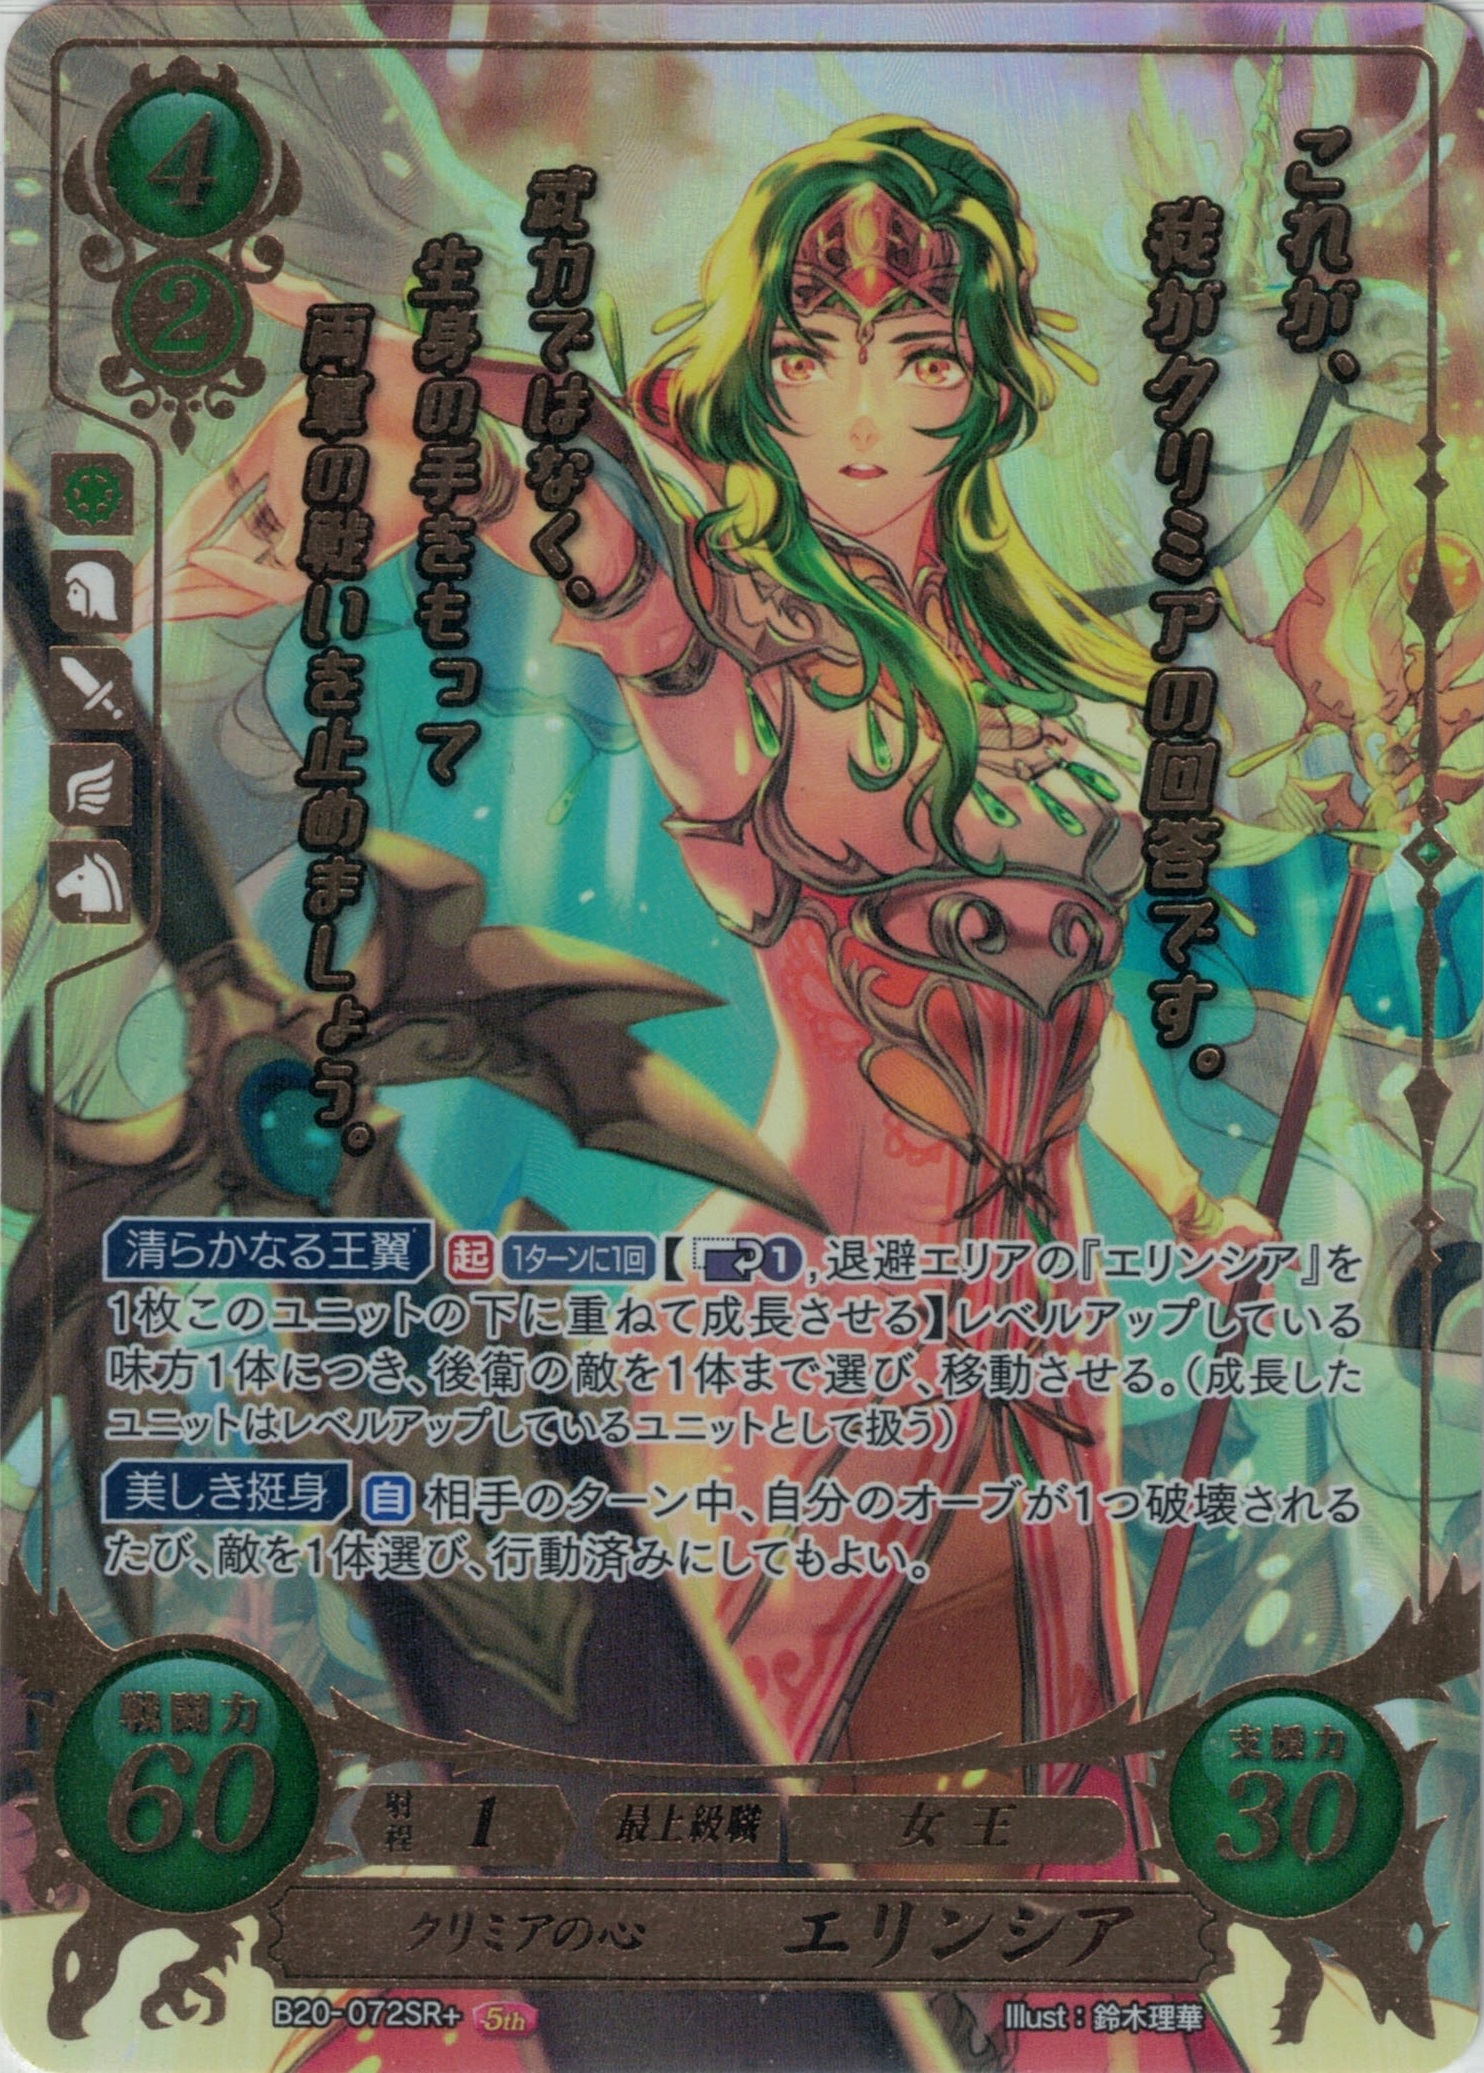 4
2
これが、
我がクリミアの回答です。
武力ではなく、
生身の手をもって
両軍の戦いを止めましょう。
清らかなる王翼 起 1ターンに1回【1,退避エリアの『エリンシア』を
1枚このユニットの下に重ねて成長させる】レベルアップしている
味方1体につき、後衛の敵を1体まで選び、移動させる。(成長した
ユニットはレベルアップしているユニットとして扱う)
美しき挺身 自 相手のターン中、自分のオーブが1つ破壊される
たび、敵を1体選び、行動済みにしてもよい。
戦闘力
60
射程 1
最上級職 女王
支援力
30
クリミアの心 エリンシア
B20-072SR+ 5th
Illust：鈴木理華